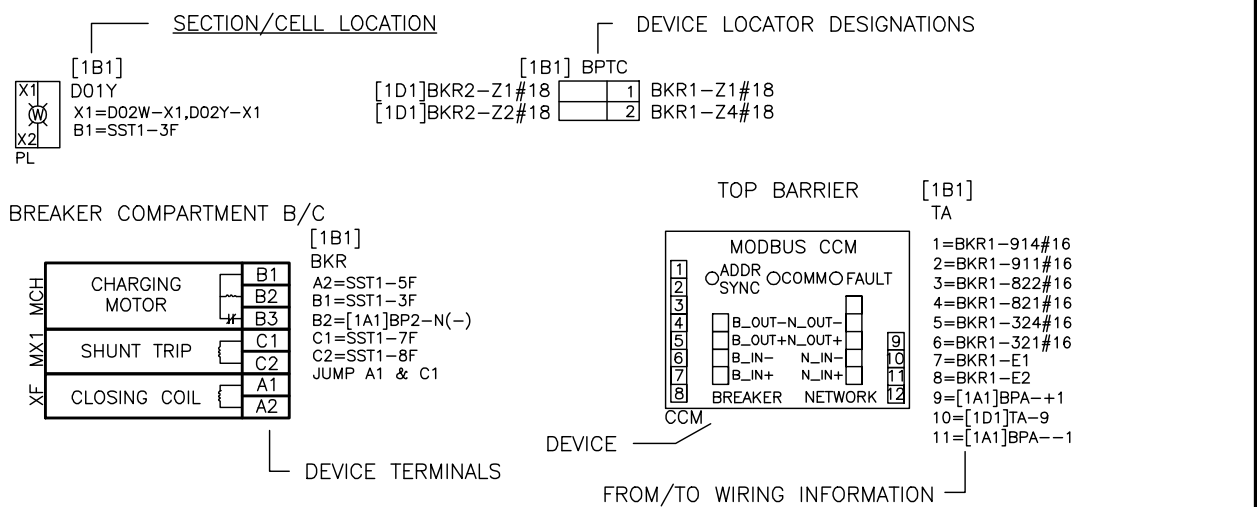 SECTION/CELL LOCATION
DEVICE LOCATOR DESIGNATIONS
[1B1]
X1
DO1Y
X1=DO2W-X1,DO2Y-X1
W
B1=SST1-3F
X2
PL
[1B1] BPTC
[1D1]BKR2-Z1#18 1 BKR1-Z1#18
[1D1]BKR2-Z2#18 2 BKR1-Z4#18
BREAKER COMPARTMENT B/C
[1B1]
BKR
MCH
CHARGING
MOTOR
B1
B2
B3
MX1
SHUNT TRIP
C1
C2
XF
CLOSING COIL
A1
A2
A2=SST1-5F
B1=SST1-3F
B2=[1A1]BP2-N(-)
C1=SST1-7F
C2=SST1-8F
JUMP A1 & C1
DEVICE TERMINALS
TOP BARRIER
MODBUS CCM
ADDR
SYNC
COMM
FAULT
1
2
3
4
5
6
7
8
B_OUT- N_OUT-
B_OUT+ N_OUT+
B_IN- N_IN-
B_IN+ N_IN+
BREAKER NETWORK
9
10
11
12
CCM
DEVICE
[1B1]
TA
1=BKR1-914#16
2=BKR1-911#16
3=BKR1-822#16
4=BKR1-821#16
5=BKR1-324#16
6=BKR1-321#16
7=BKR1-E1
8=BKR1-E2
9=[1A1]BPA-+1
10=[1D1]TA-9
11=[1A1]BPA--1
FROM/TO WIRING INFORMATION